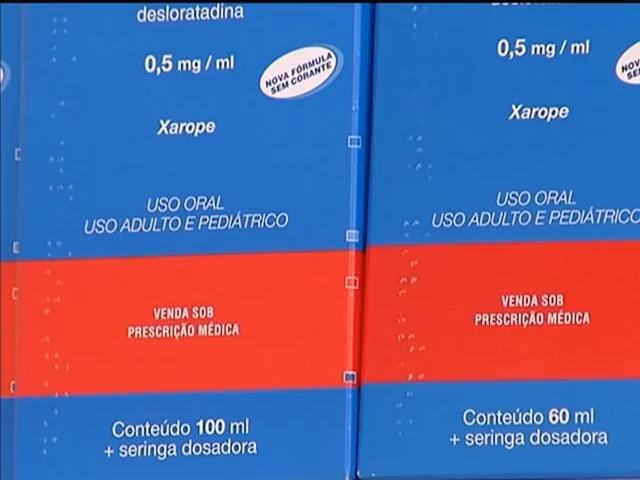 desloratadina
0,5 mg / ml
NOVA FÓRMULA
SEM CORANTE
Xarope
USO ORAL
USO ADULTO E PEDIÁTRICO
VENDA SOB
PRESCRIÇÃO MÉDICA
Conteúdo 100 ml
+ seringa dosadora
0,5 mg / ml
Xarope
USO ORAL
USO ADULTO E PEDIÁTRICO
VENDA SOB
PRESCRIÇÃO MÉDICA
Conteúdo 60 ml
+ seringa dosadora